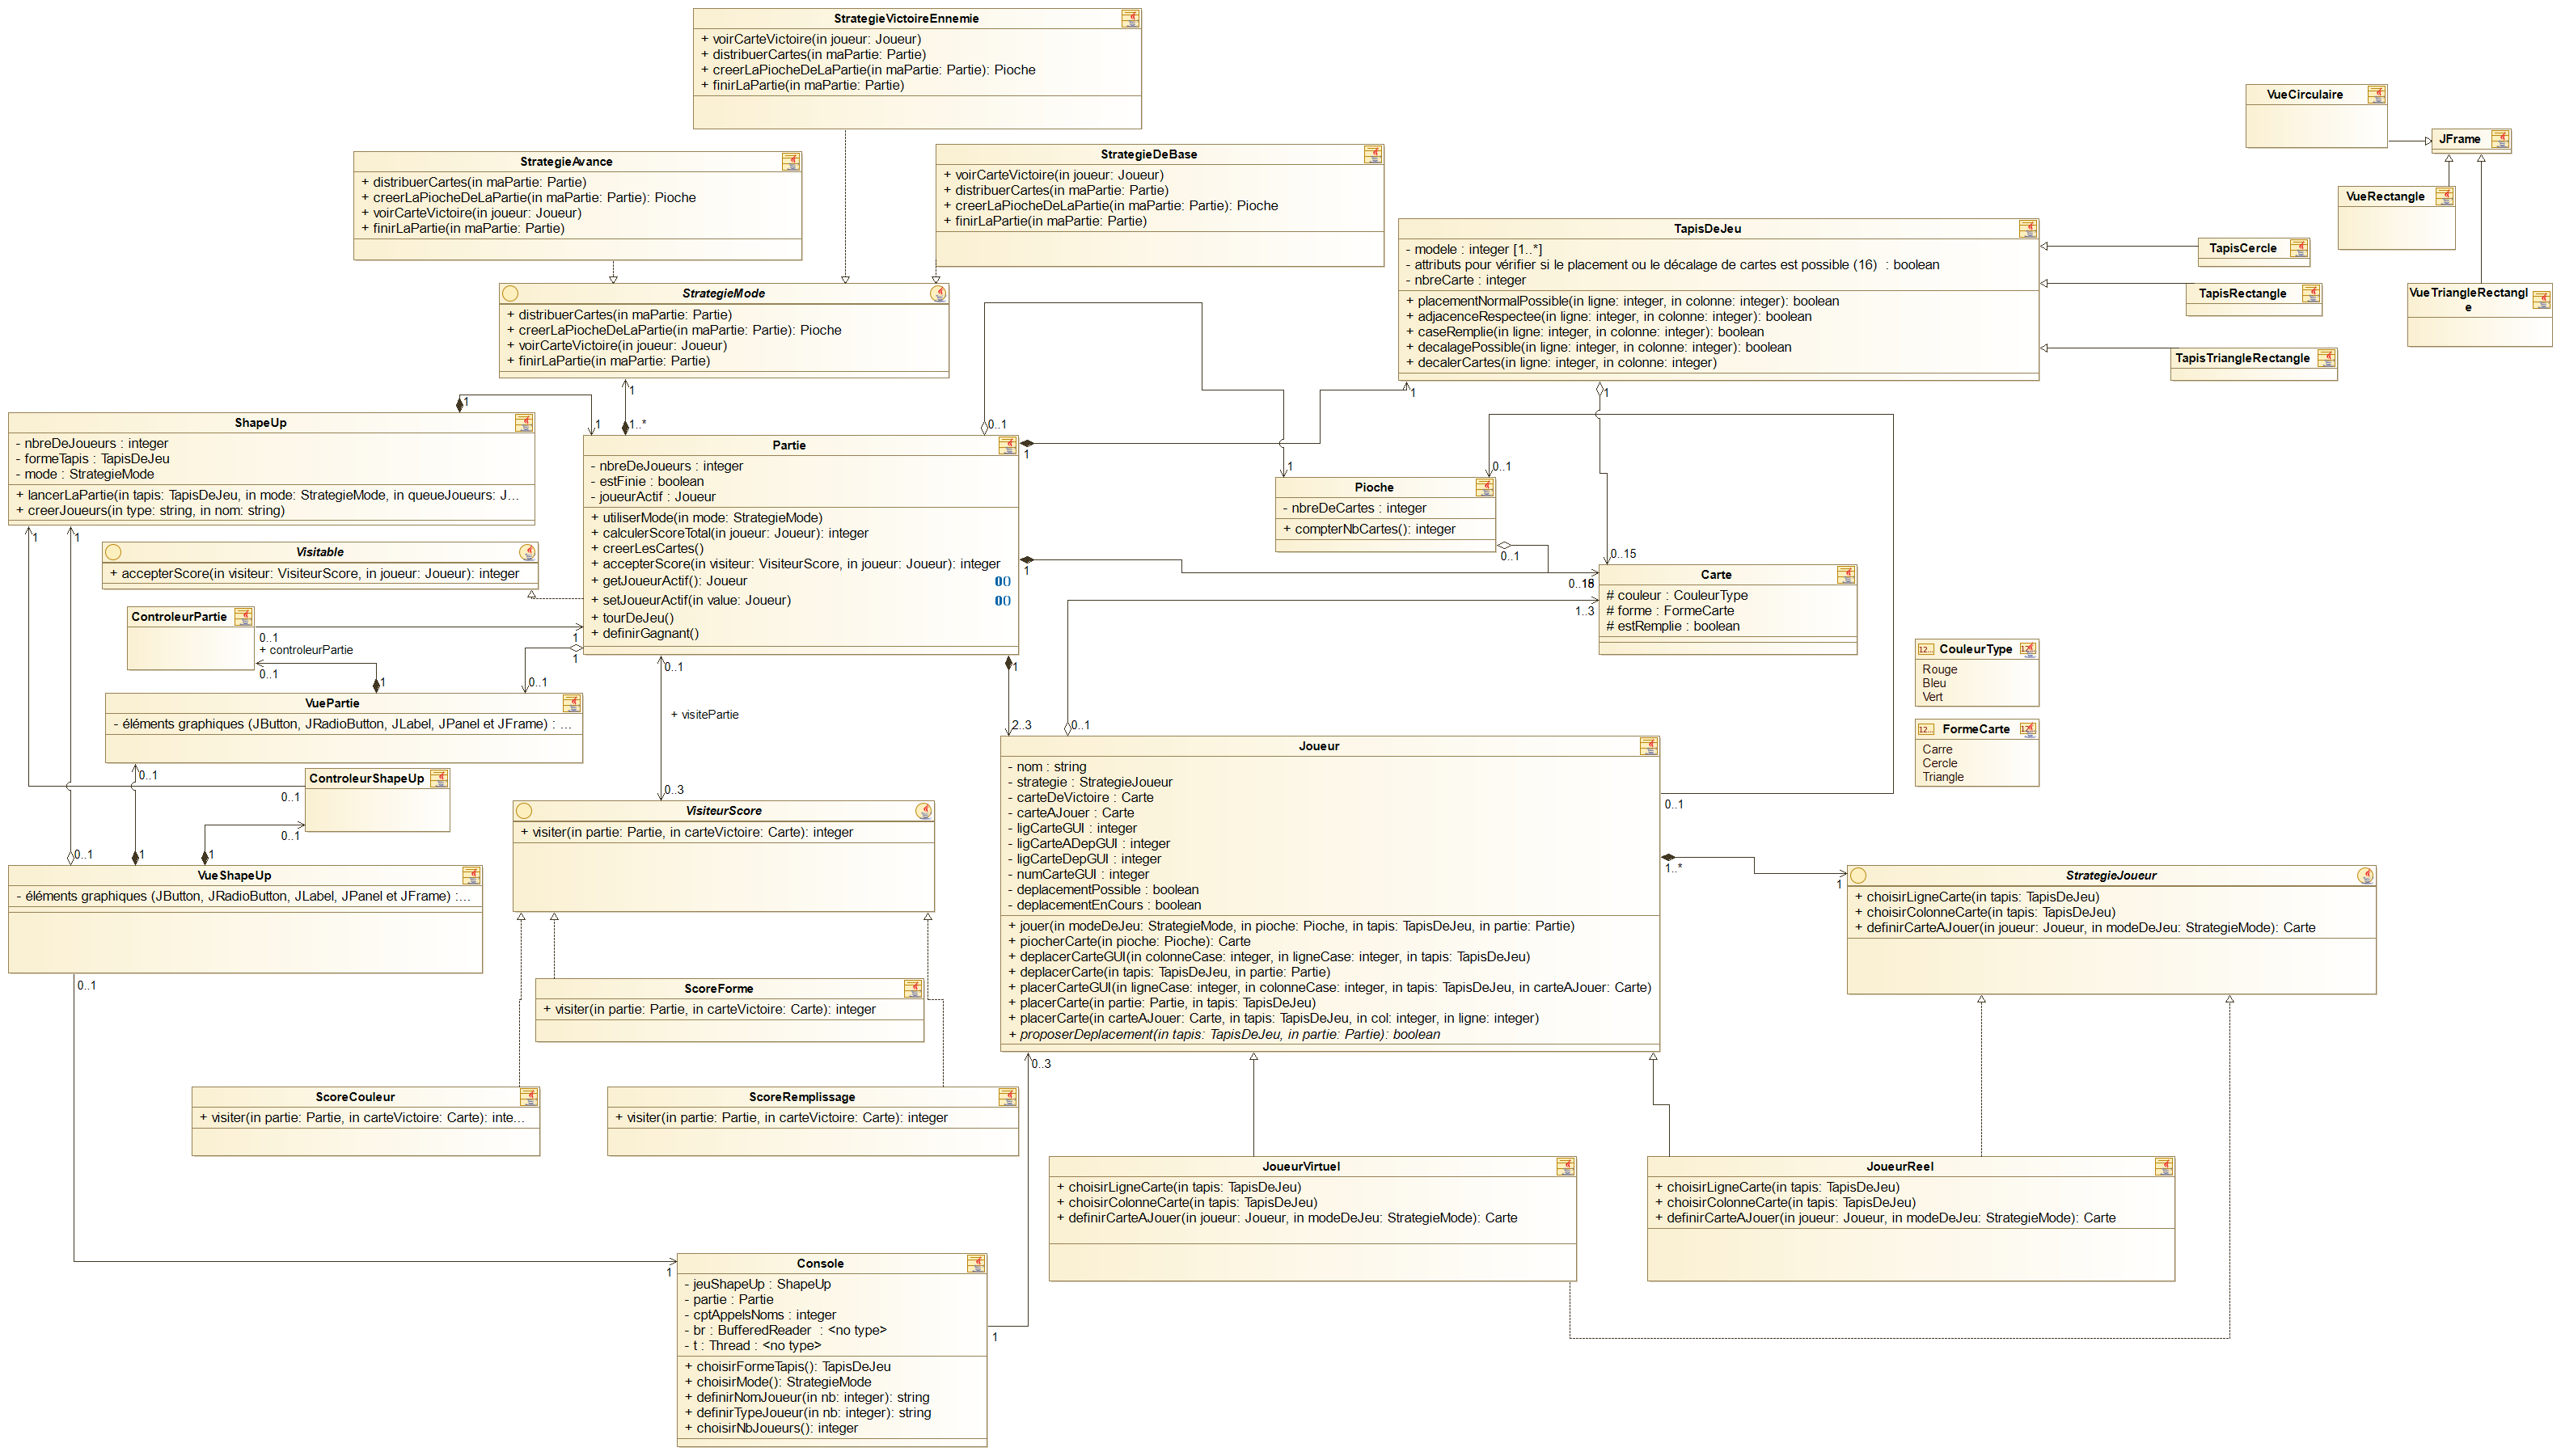 StrategieVictoireEnnemie
+ voirCarteVictoire(in joueur: Joueur)
+ distribuerCartes(in maPartie: Partie)
+ creerLaPiocheDeLaPartie(in maPartie: Partie): Pioche
+ finirLaPartie(in maPartie: Partie)
StrategieAvance
+ distribuerCartes(in maPartie: Partie)
+ creerLaPiocheDeLaPartie(in maPartie: Partie): Pioche
+ voirCarteVictoire(in joueur: Joueur)
+ finirLaPartie(in maPartie: Partie)
StrategieDeBase
+ voirCarteVictoire(in joueur: Joueur)
+ distribuerCartes(in maPartie: Partie)
+ creerLaPiocheDeLaPartie(in maPartie: Partie): Pioche
+ finirLaPartie(in maPartie: Partie)
VueCirculaire
JFrame
VueRectangle
VueTriangleRectangl
e
TapisDeJeu
- modele : integer [1..*]
- attributs pour vérifier si le placement ou le décalage de cartes est possible (16) : boolean
- nbreCarte : integer
+ placementNormalPossible(in ligne: integer, in colonne: integer): boolean
+ adjacenceRespectee(in ligne: integer, in colonne: integer): boolean
+ caseRemplie(in ligne: integer, in colonne: integer): boolean
+ decalagePossible(in ligne: integer, in colonne: integer): boolean
+ decalerCartes(in ligne: integer, in colonne: integer)
TapisCercle
TapisRectangle
TapisTriangleRectangle
StrategieMode
+ distribuerCartes(in maPartie: Partie)
+ creerLaPiocheDeLaPartie(in maPartie: Partie): Pioche
+ voirCarteVictoire(in joueur: Joueur)
+ finirLaPartie(in maPartie: Partie)
1
1..*
1
1
0..1
1
1
1
ShapeUp
- nbreDeJoueurs : integer
- formeTapis : TapisDeJeu
- mode : StrategieMode
+ lancerLaPartie(in tapis: TapisDeJeu, in mode: StrategieMode, in queueJoueurs: J...
+ creerJoueurs(in type: string, in nom: string)
1
1
Partie
- nbreDeJoueurs : integer
- estFinie : boolean
- joueurActif : Joueur
+ utiliserMode(in mode: StrategieMode)
+ calculerScoreTotal(in joueur: Joueur): integer
+ creerLesCartes()
+ accepterScore(in visiteur: VisiteurScore, in joueur: Joueur): integer
+ getJoueurActif(): Joueur
+ setJoueurActif(in value: Joueur)
+ tourDeJeu()
+ definirGagnant()
1
1
0..1
Pioche
- nbreDeCartes : integer
+ compterNbCartes(): integer
0..1
0..15
1..3
Carte
# couleur : CouleurType
# forme : FormeCarte
# estRemplie : boolean
Visitable
+ accepterScore(in visiteur: VisiteurScore, in joueur: Joueur): integer
ControleurPartie
0..1
+ controleurPartie
0..1
1
1
1
0..1
VuePartie
- éléments graphiques (JButton, JRadioButton, JLabel, JPanel et JFrame) : ...
0..1
ControleurShapeUp
0..1
0..1
0..1
1
1
VueShapeUp
- éléments graphiques (JButton, JRadioButton, JLabel, JPanel et JFrame) :...
0..1
0..1
+ visitePartie
0..3
VisiteurScore
+ visiter(in partie: Partie, in carteVictoire: Carte): integer
ScoreForme
+ visiter(in partie: Partie, in carteVictoire: Carte): integer
ScoreCouleur
+ visiter(in partie: Partie, in carteVictoire: Carte): inte...
ScoreRemplissage
+ visiter(in partie: Partie, in carteVictoire: Carte): integer
1
2..3
0..1
Joueur
- nom : string
- strategie : StrategieJoueur
- carteDeVictoire : Carte
- carteAJouer : Carte
- ligCarteGUI : integer
- ligCarteADepGUI : integer
- ligCarteDepGUI : integer
- numCarteGUI : integer
- deplacementPossible : boolean
- deplacementEnCours : boolean
+ jouer(in modeDeJeu: StrategieMode, in pioche: Pioche, in tapis: TapisDeJeu, in partie: Partie)
+ piocherCarte(in pioche: Pioche): Carte
+ deplacerCarteGUI(in colonneCase: integer, in ligneCase: integer, in tapis: TapisDeJeu)
+ deplacerCarte(in tapis: TapisDeJeu, in partie: Partie)
+ placerCarteGUI(in ligneCase: integer, in colonneCase: integer, in tapis: TapisDeJeu, in carteAJouer: Carte)
+ placerCarte(in partie: Partie, in tapis: TapisDeJeu)
+ placerCarte(in carteAJouer: Carte, in tapis: TapisDeJeu, in col: integer, in ligne: integer)
+ proposerDeplacement(in tapis: TapisDeJeu, in partie: Partie): boolean
0..1
1..*
1
0..3
CouleurType
Rouge
Bleu
Vert
FormeCarte
Carre
Cercle
Triangle
StrategieJoueur
+ choisirLigneCarte(in tapis: TapisDeJeu)
+ choisirColonneCarte(in tapis: TapisDeJeu)
+ definirCarteAJouer(in joueur: Joueur, in modeDeJeu: StrategieMode): Carte
JoueurVirtuel
+ choisirLigneCarte(in tapis: TapisDeJeu)
+ choisirColonneCarte(in tapis: TapisDeJeu)
+ definirCarteAJouer(in joueur: Joueur, in modeDeJeu: StrategieMode): Carte
JoueurReel
+ choisirLigneCarte(in tapis: TapisDeJeu)
+ choisirColonneCarte(in tapis: TapisDeJeu)
+ definirCarteAJouer(in joueur: Joueur, in modeDeJeu: StrategieMode): Carte
1
Console
- jeuShapeUp : ShapeUp
- partie : Partie
- cptAppelsNoms : integer
- br : BufferedReader : <no type>
- t : Thread : <no type>
+ choisirFormeTapis(): TapisDeJeu
+ choisirMode(): StrategieMode
+ definirNomJoueur(in nb: integer): string
+ definirTypeJoueur(in nb: integer): string
+ choisirNbJoueurs(): integer
1